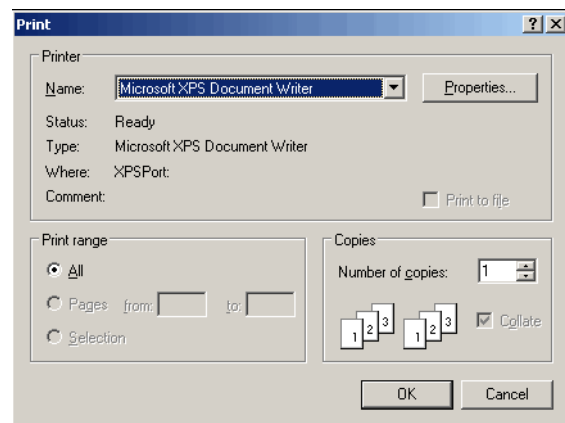 Print
Printer
Name: Microsoft XPS Document Writer Properties...
Status: Ready
Type: Microsoft XPS Document Writer
Where: XPSPort:
Comment: Print to file
Print range
All
Pages from: to:
Selection
Copies
Number of copies: 1
1 2 3 1 2 3 Collate
OK Cancel